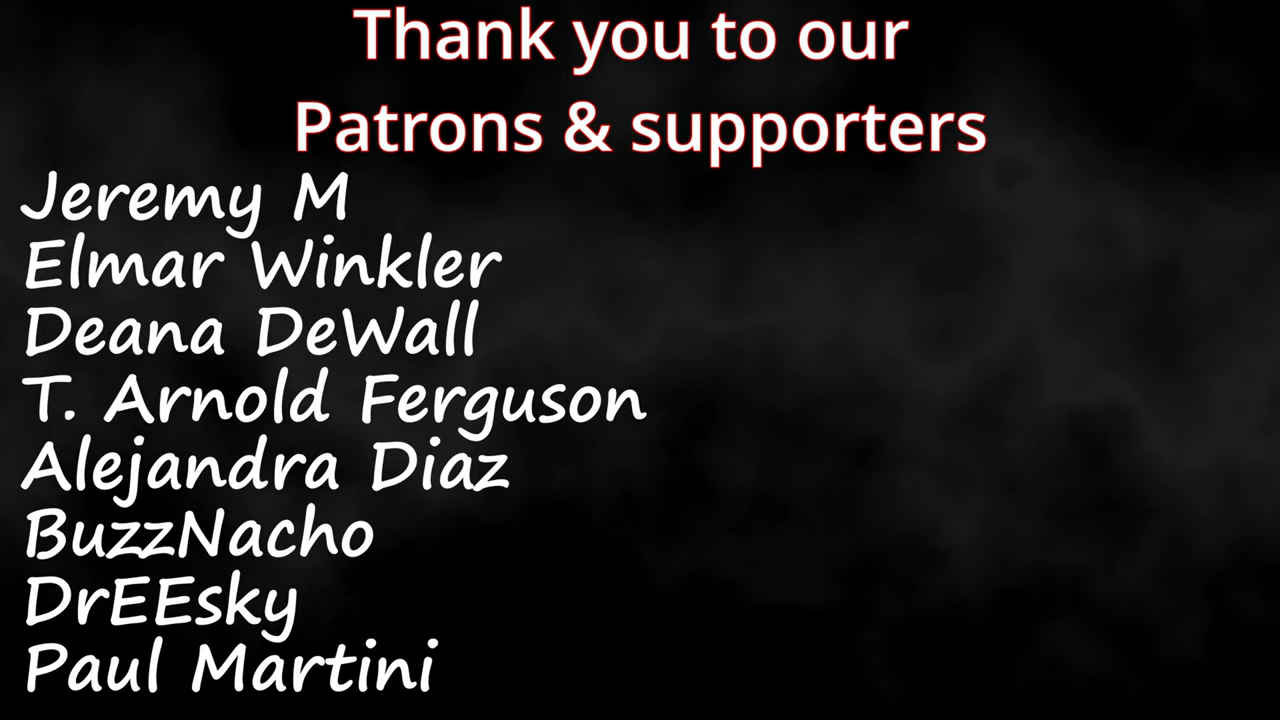 Thank you to our
Patrons & supporters
Jeremy M
Elmar Winkler
Deana DeWall
T. Arnold Ferguson
Alejandra Diaz
BuzzNacho
DrEEsky
Paul Martini